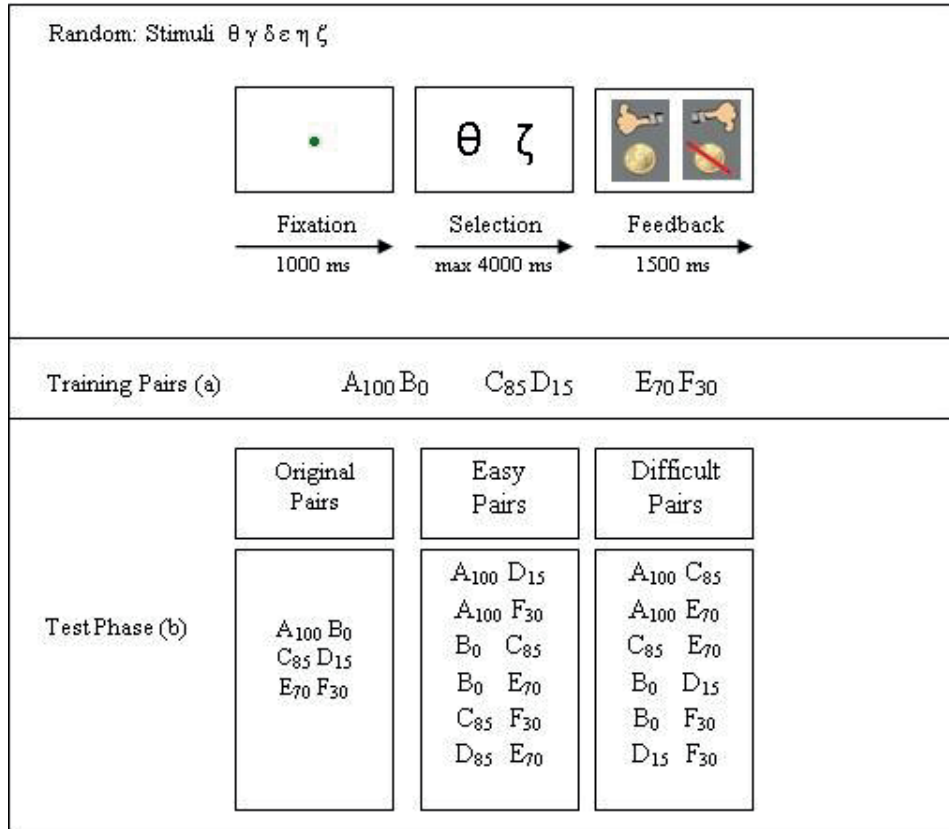 Random: Stimuli θ γ δ ε η ζ
θ ζ
Fixation
1000 ms
Selection
max 4000 ms
Feedback
1500 ms
Training Pairs (a) A100 B0 C85 D15 E70 F30
Original
Pairs
Easy
Pairs
Difficult
Pairs
Test Phase (b)
A100 B0
C85 D15
E70 F30
A100 D15
A100 F30
B0 C85
B0 E70
C85 F30
D85 E70
A100 C85
A100 E70
C85 E70
B0 D15
B0 F30
D15 F30